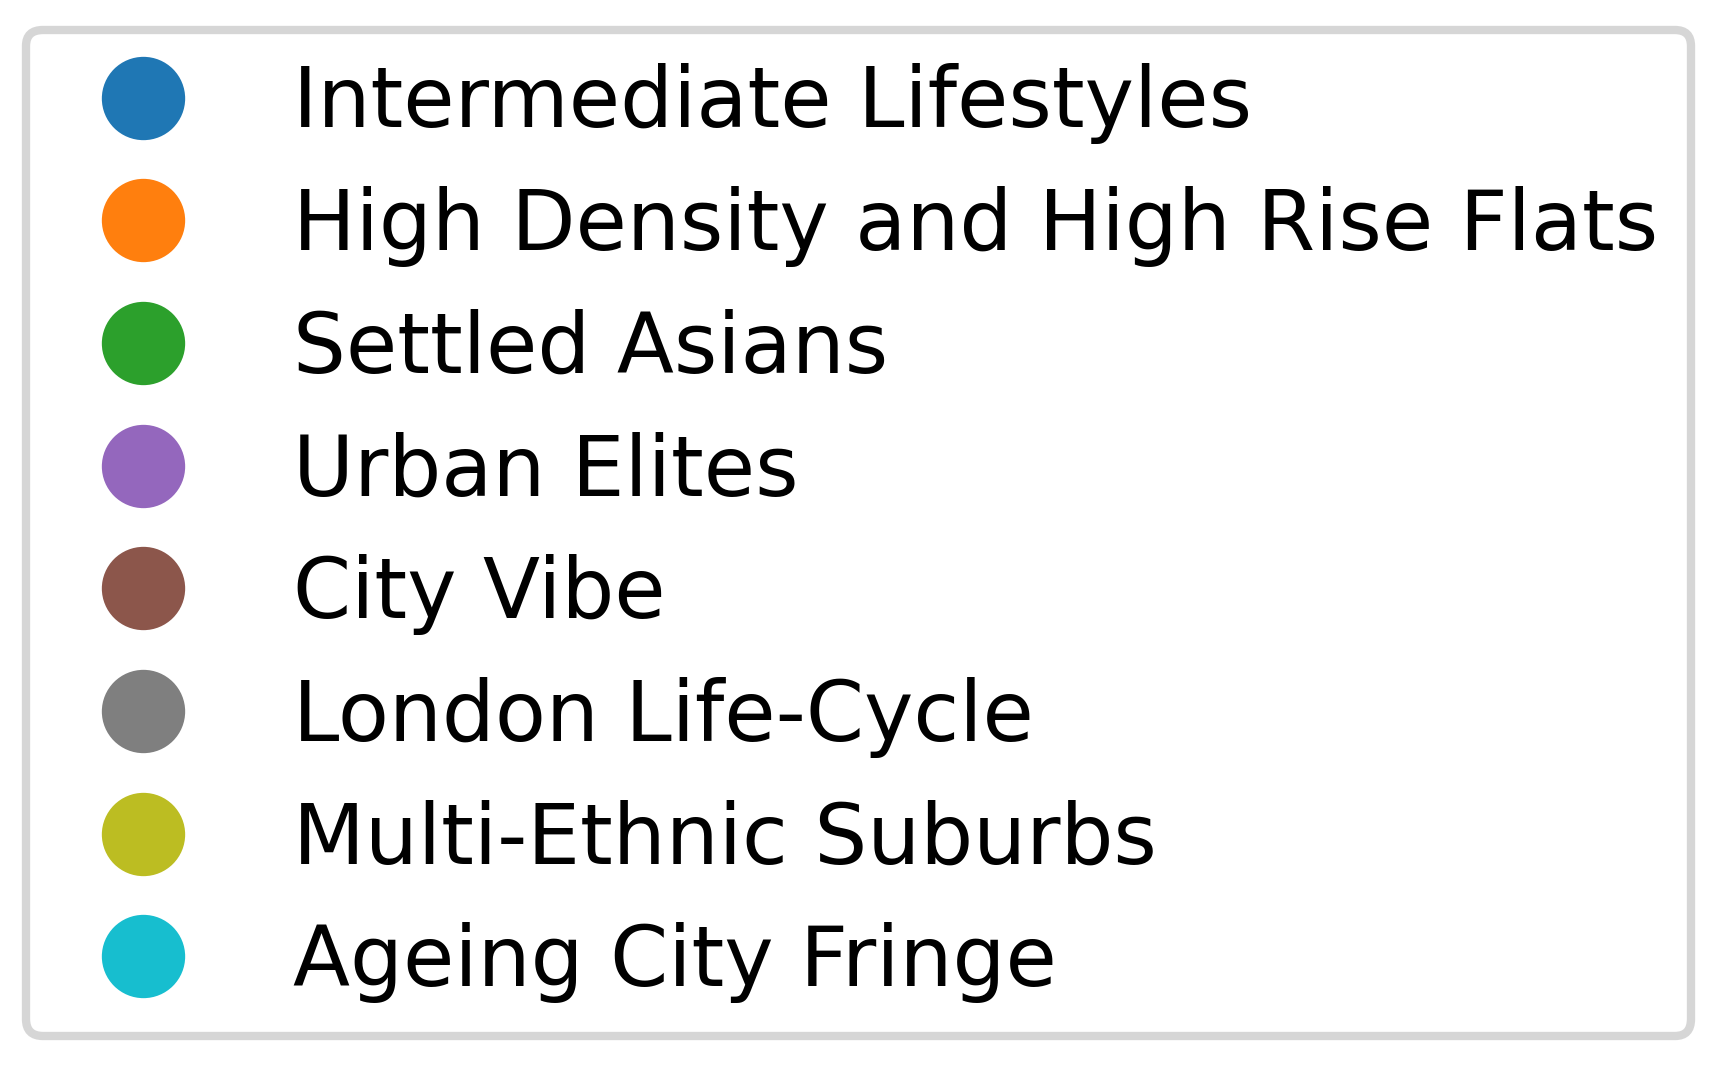 Intermediate Lifestyles
High Density and High Rise Flats
Settled Asians
Urban Elites
City Vibe
London Life-Cycle
Multi-Ethnic Suburbs
Ageing City Fringe